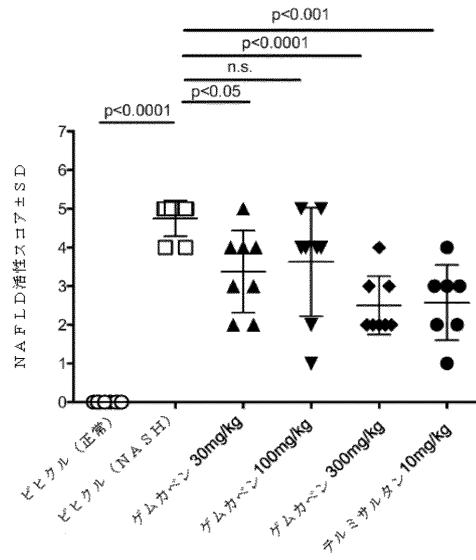 p<0.001
p<0.0001
n.s.
p<0.05
p<0.0001
7
6
5
4
3
2
1
0
NAFLD活性スコア±SD
ビヒクル (正常)
ビヒクル (NASH)
ゲムカベン 30mg/kg
ゲムカベン 100mg/kg
ゲムカベン 300mg/kg
テルミサルタン 10mg/kg